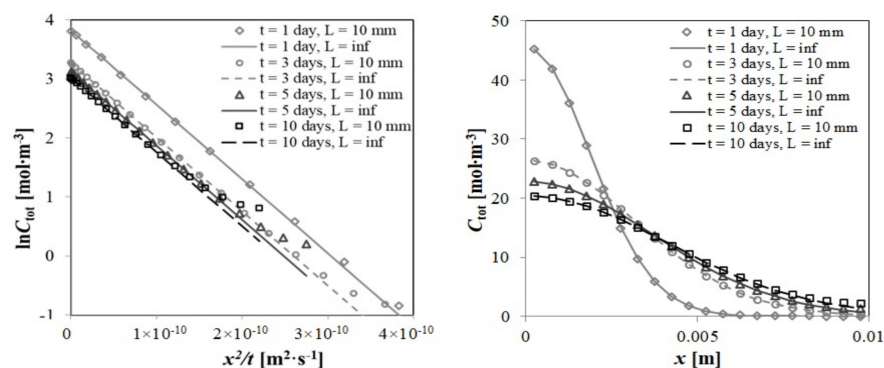 t = 1 day, L = 10 mm
t = 1 day, L = inf
t = 3 days, L = 10 mm
t = 3 days, L = inf
t = 5 days, L = 10 mm
t = 5 days, L = inf
t = 10 days, L = 10 mm
t = 10 days, L = inf
4
3
2
1
0
-1
lnCtot [mol·m-3]
0
1×10-10
2×10-10
3×10-10
4×10-10
x²/t [m²·s-1]
t = 1 day, L = 10 mm
t = 1 day, L = inf
t = 3 days, L = 10 mm
t = 3 days, L = inf
t = 5 days, L = 10 mm
t = 5 days, L = inf
t = 10 days, L = 10 mm
t = 10 days, L = inf
50
40
30
20
10
0
Ctot [mol·m-3]
0
0.005
0.01
x [m]